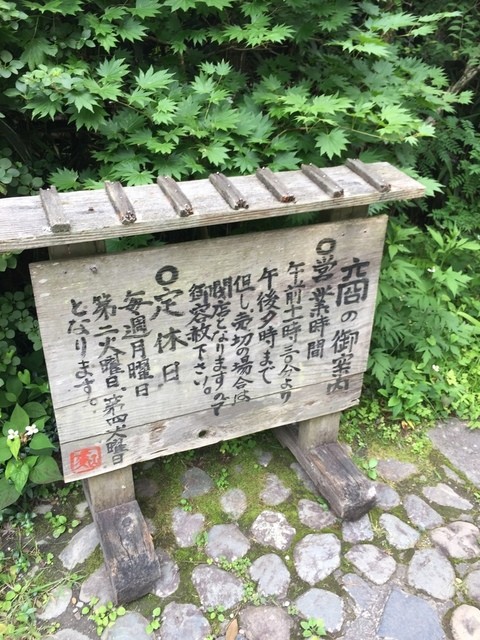 の御案内
○営業時間
午前十一時三〇分より
午後夕時まで
但し売切の場合は
閉店となりますので
御容赦下さい。
○定休日
毎週月曜日
第二火曜日第四火曜日
となります。